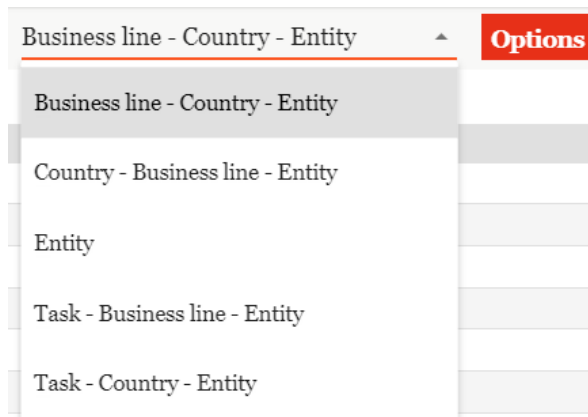 Business line - Country - Entity
Options
Business line - Country - Entity
Country - Business line - Entity
Entity
Task - Business line - Entity
Task - Country - Entity